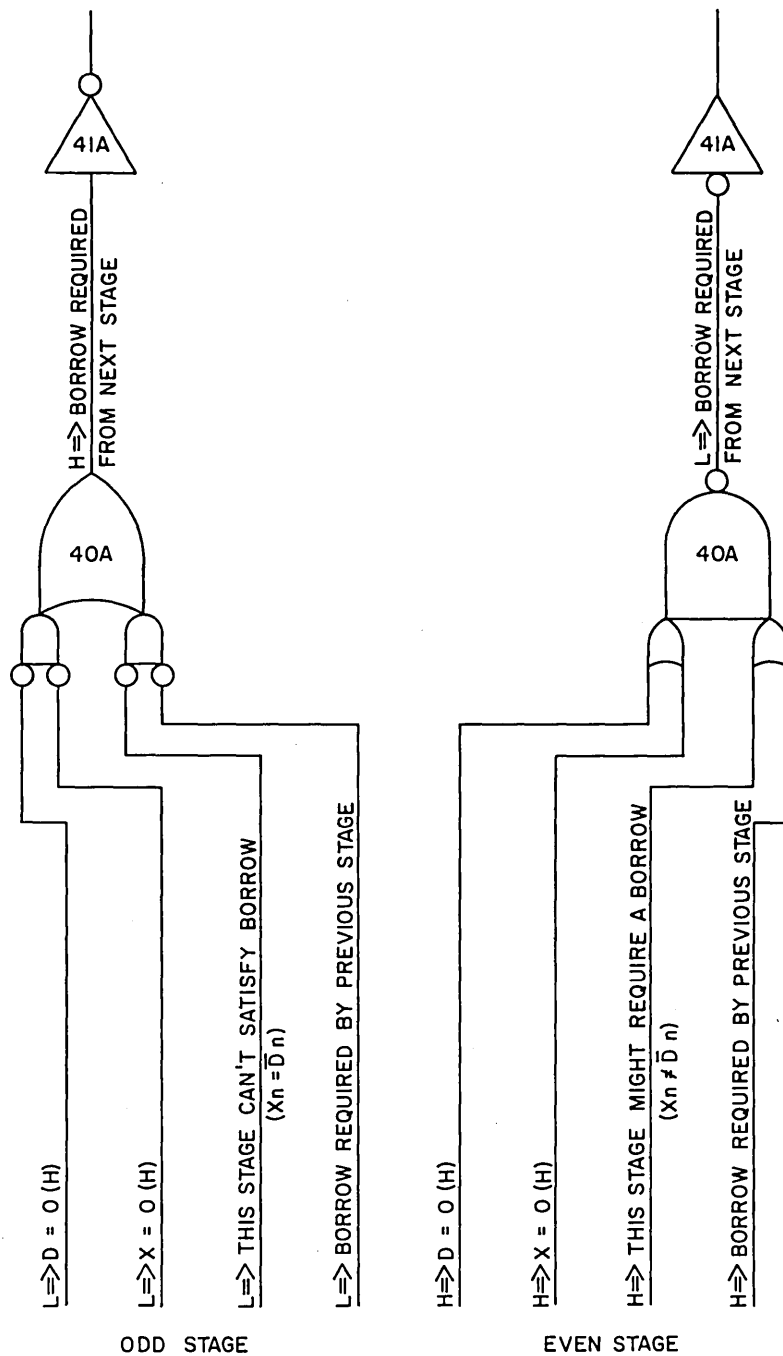 41A
H⇒BORROW REQUIRED
FROM NEXT STAGE
40A
L⇒D = 0 (H)
L⇒X = 0 (H)
L⇒ THIS STAGE CAN'T SATISFY BORROW
(Xn = D̄n)
L⇒BORROW REQUIRED BY PREVIOUS STAGE
ODD STAGE
41A
L⇒BORROW REQUIRED
FROM NEXT STAGE
40A
H⇒D = 0 (H)
H⇒X = 0 (H)
H⇒ THIS STAGE MIGHT REQUIRE A BORROW
(Xn ≠ D̄n)
H⇒BORROW REQUIRED BY PREVIOUS STAGE
EVEN STAGE